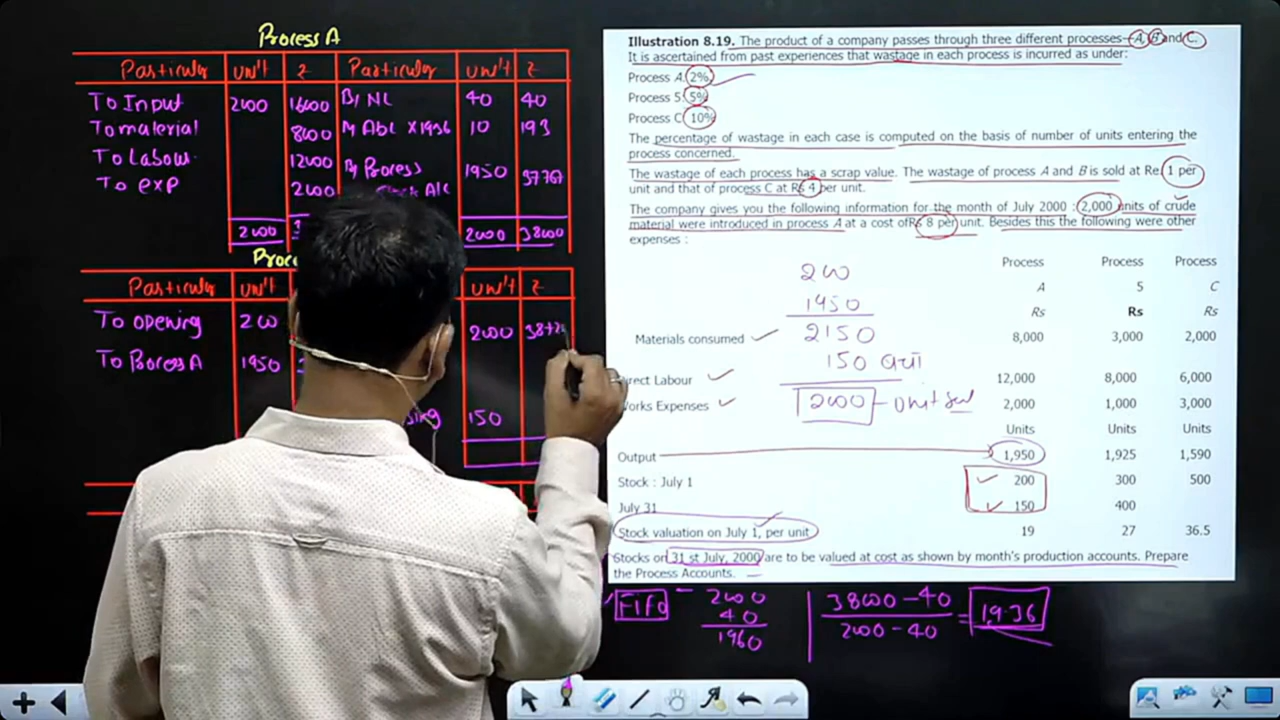 Process A
Particular Unit ₹ Particular Unit ₹
To Input 2000 16000 By NL 40 40
To material 8000 By AbL X1936 10 193
To Labour 12000 By Process 1950 37767
To exp 2000 Stock A/c
2000 2000 38000
Particular Unit Unit ₹
To opening 200 2000
To Process A 1950
150
Illustration 8.19. The product of a company passes through three different processes—A, B and C.
It is ascertained from past experiences that wastage in each process is incurred as under:
Process A 2%
Process 5: 5%
Process C 10%
The percentage of wastage in each case is computed on the basis of number of units entering the
process concerned.
The wastage of each process has a scrap value. The wastage of process A and B is sold at Re. 1 per
unit and that of process C at Rs 4 per unit.
The company gives you the following information for the month of July 2000 : 2,000 units of crude
material were introduced in process A at a cost ofRs 8 per unit. Besides this the following were other
expenses :
Process Process Process
A 5 C
Rs Rs Rs
Materials consumed 8,000 3,000 2,000
Direct Labour 12,000 8,000 6,000
Works Expenses 2,000 1,000 3,000
Units Units Units
Output 1,950 1,925 1,590
Stock : July 1 200 300 500
July 31 150 400
Stock valuation on July 1, per unit 19 27 36.5
Stocks on 31 st July, 2000 are to be valued at cost as shown by month's production accounts. Prepare
the Process Accounts.
200
1950
2150
150
2000 - Unit
FIFO - 2000
40
1960
38000 - 40
2000 - 40
= 19.36